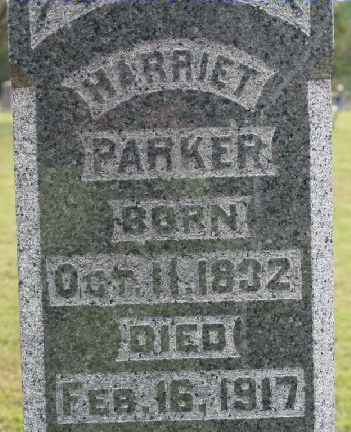 HARRIET
PARKER
BORN
OCT. 11, 1832
DIED
FEB. 16, 1917